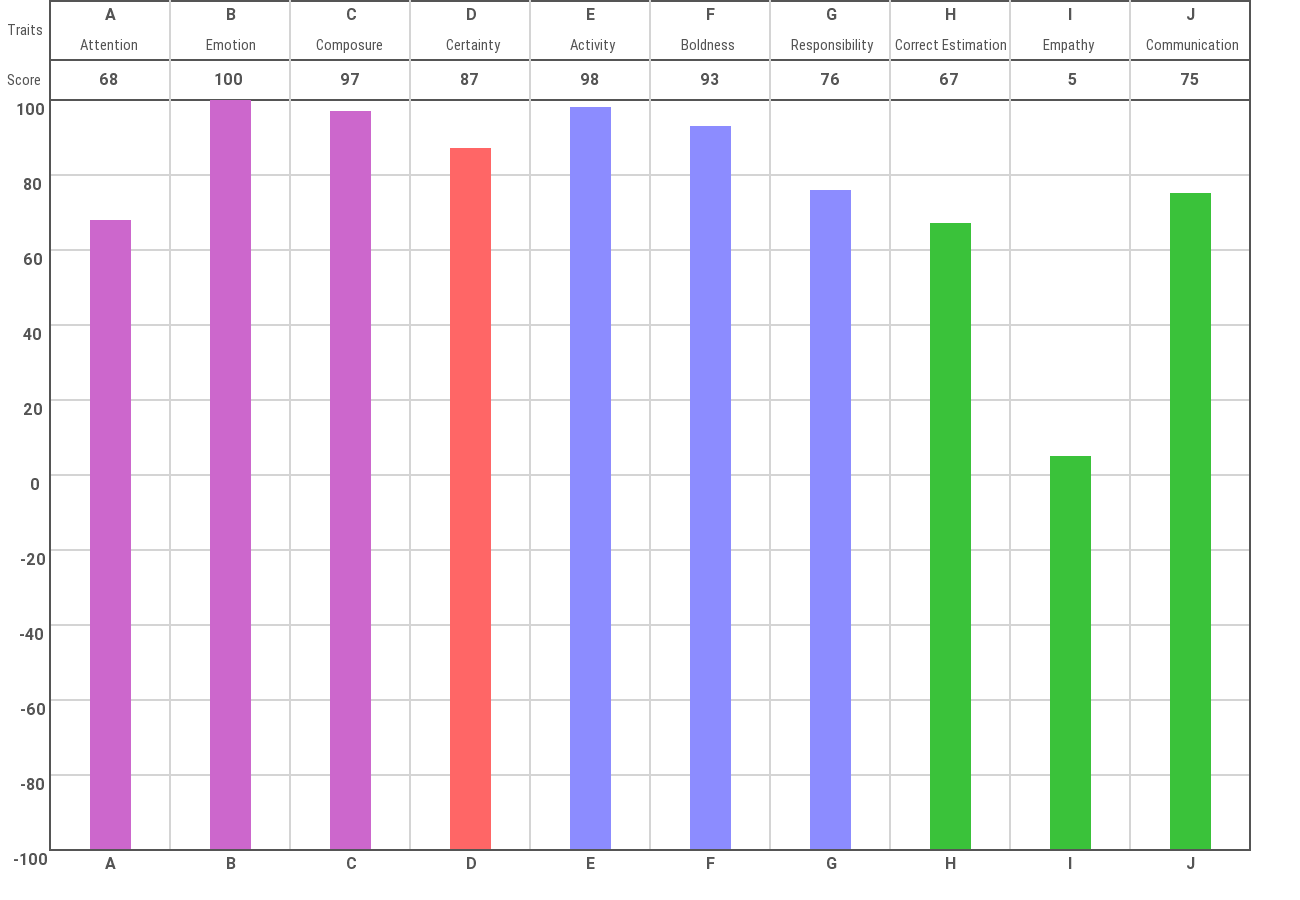 A B C D E F G H I J
Traits
Attention Emotion Composure Certainty Activity Boldness Responsibility Correct Estimation Empathy Communication
Score 68 100 97 87 98 93 76 67 5 75
100
80
60
40
20
0
-20
-40
-60
-80
-100
A B C D E F G H I J